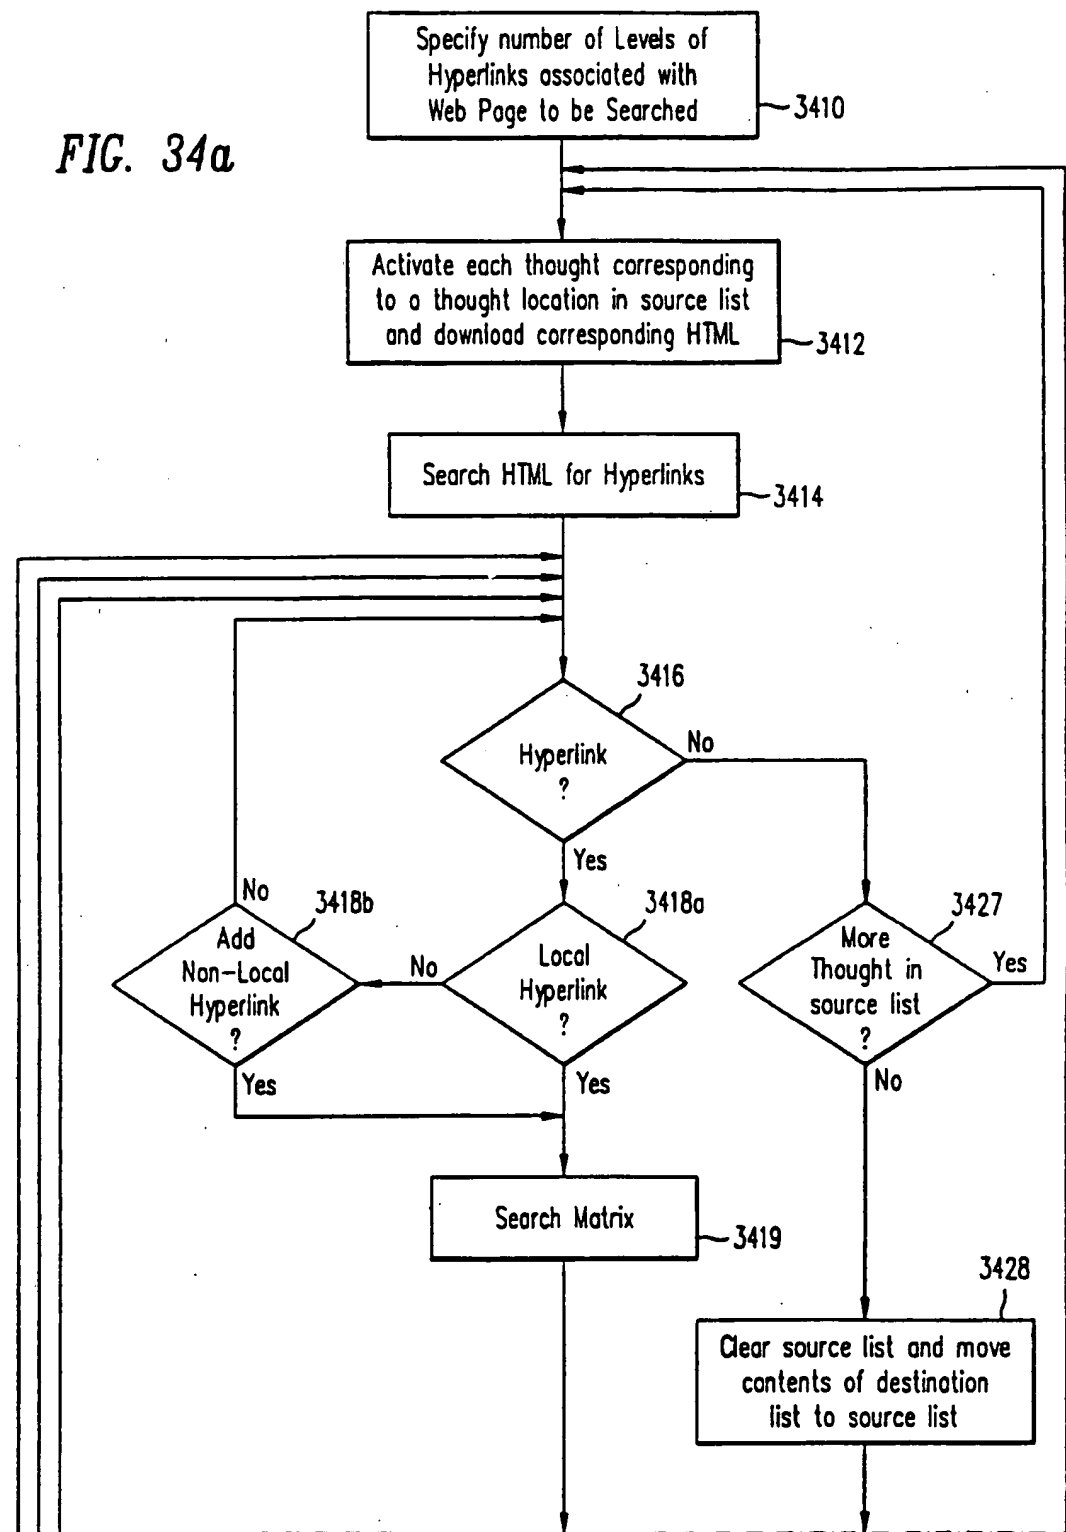 Specify number of Levels of
Hyperlinks associated with
Web Page to be Searched
3410
FIG. 34a
Activate each thought corresponding
to a thought location in source list
and download corresponding HTML
3412
Search HTML for Hyperlinks
3414
3416
Hyperlink
?
No
Yes
No
3418b
Add
Non-Local
Hyperlink
?
Yes
No
3418a
Local
Hyperlink
?
Yes
3427
More
Thought in
source list
?
Yes
No
Search Matrix
3419
3428
Clear source list and move
contents of destination
list to source list